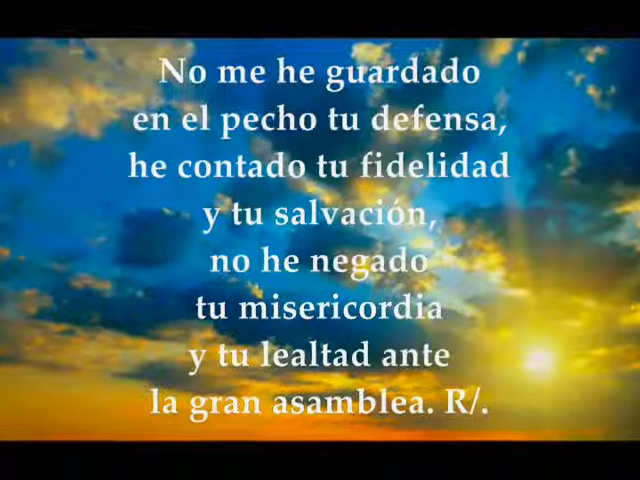 No me he guardado
en el pecho tu defensa,
he contado tu fidelidad
y tu salvación,
no he negado
tu misericordia
y tu lealtad ante
la gran asamblea. R/.